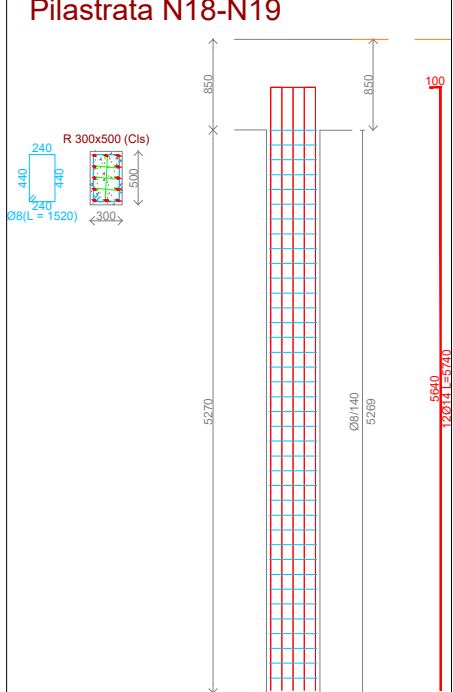 Pilastrata N18-N19
850
850
100
R 300x500 (Cls)
240
440
440
500
240
Ø8(L = 1520)
300
5270
Ø8/140
5269
5640
12Ø14 L=5740